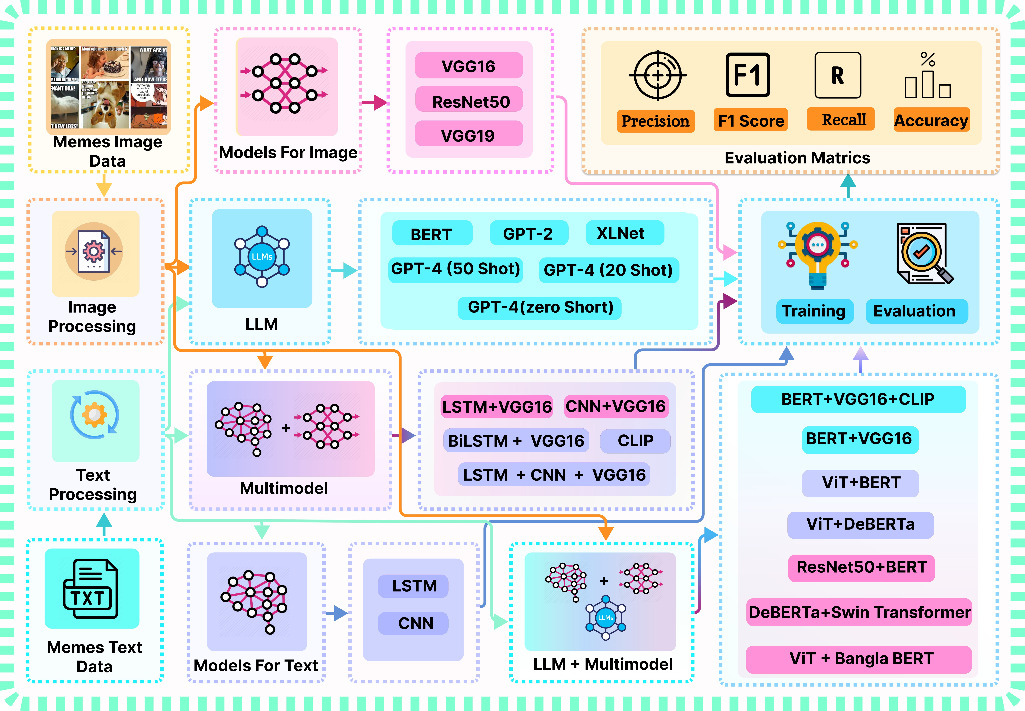 Memes Image
Data
Models For Image
VGG16
ResNet50
VGG19
Precision
F1
F1 Score
R
Recall
%
Accuracy
Evaluation Matrics
Image
Processing
LLMs
LLM
BERT
GPT-2
XLNet
GPT-4 (50 Shot)
GPT-4 (20 Shot)
GPT-4(zero Short)
Training
Evaluation
Text
Processing
+
Multimodel
LSTM+VGG16
CNN+VGG16
BiLSTM + VGG16
CLIP
LSTM + CNN + VGG16
BERT+VGG16+CLIP
BERT+VGG16
ViT+BERT
ViT+DeBERTa
ResNet50+BERT
DeBERTa+Swin Transformer
ViT + Bangla BERT
TXT
Memes Text
Data
Models For Text
LSTM
CNN
+
LLMs
LLM + Multimodel